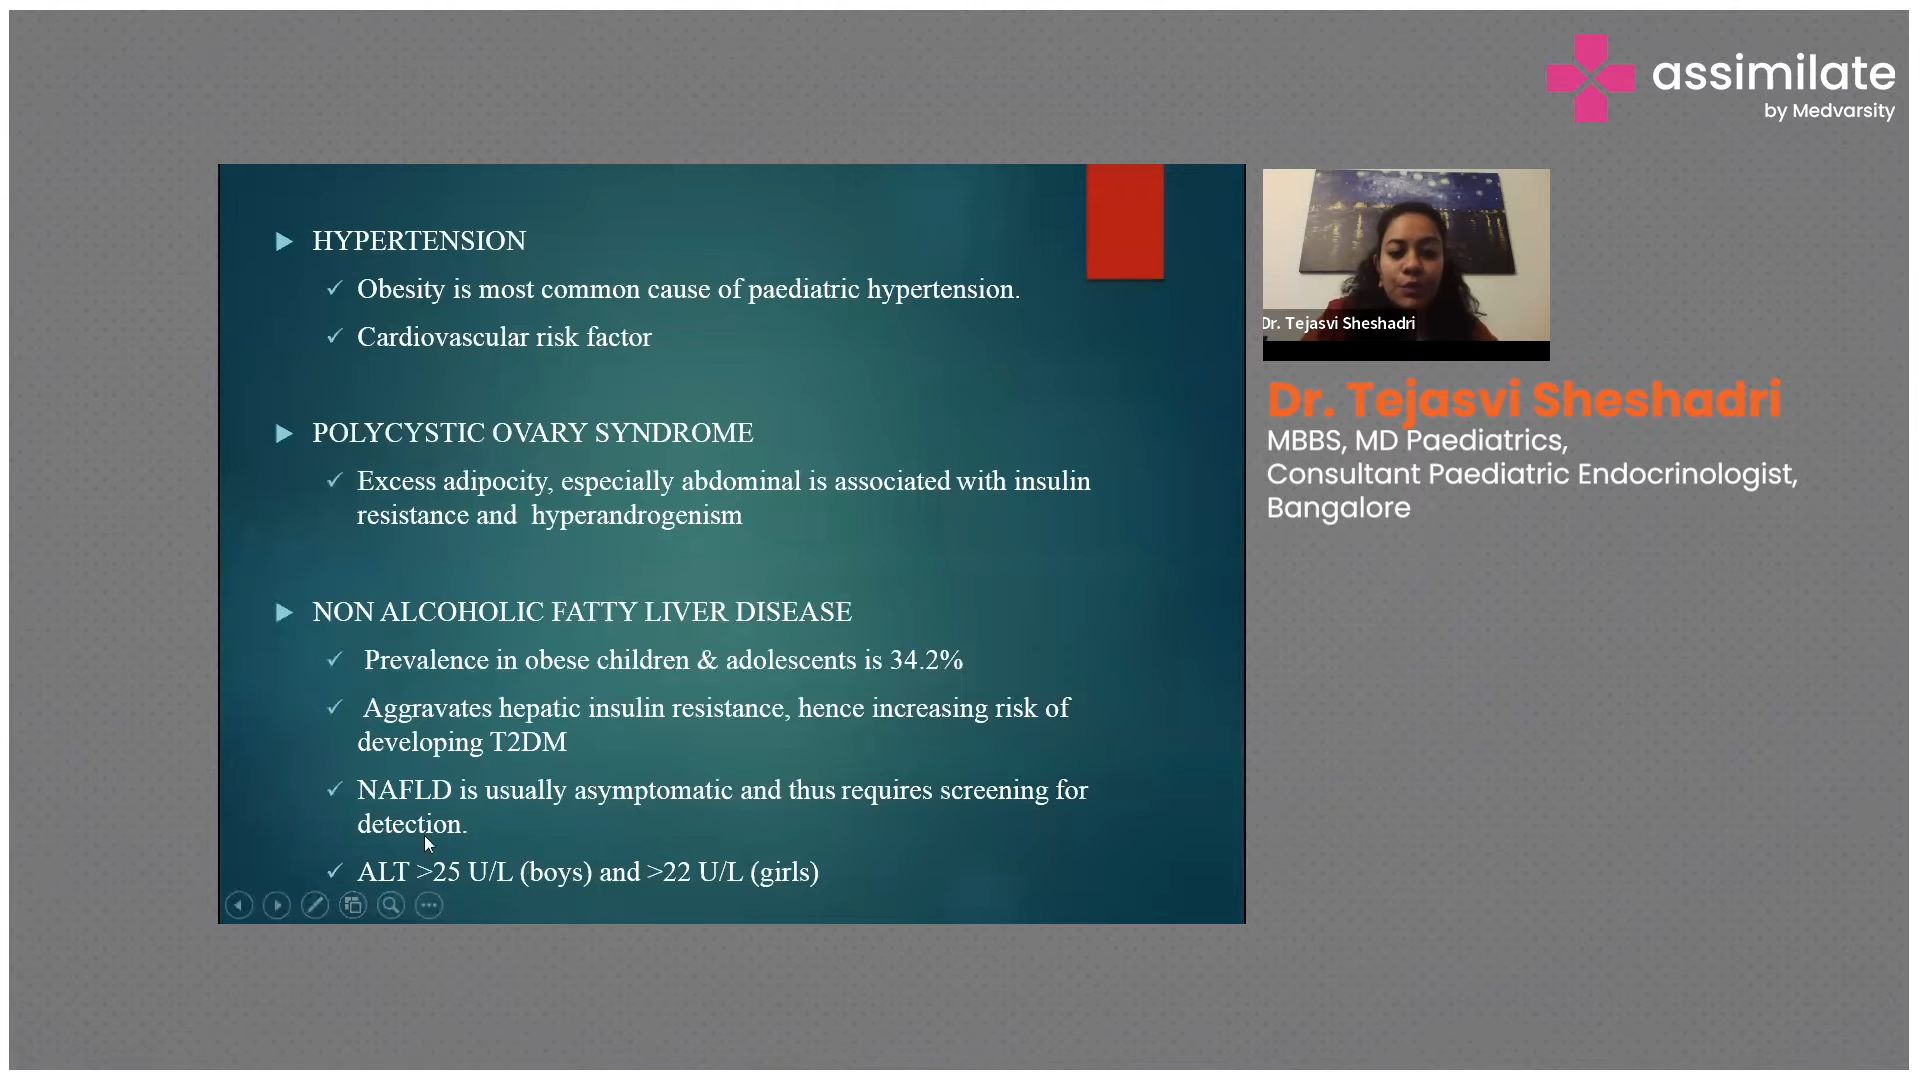 assimilate
by Medvarsity
HYPERTENSION
✓ Obesity is most common cause of paediatric hypertension.
✓ Cardiovascular risk factor
POLYCYSTIC OVARY SYNDROME
✓ Excess adipocity, especially abdominal is associated with insulin
resistance and hyperandrogenism
NON ALCOHOLIC FATTY LIVER DISEASE
✓ Prevalence in obese children & adolescents is 34.2%
✓ Aggravates hepatic insulin resistance, hence increasing risk of
developing T2DM
✓ NAFLD is usually asymptomatic and thus requires screening for
detection.
✓ ALT >25 U/L (boys) and >22 U/L (girls)
Dr. Tejasvi Sheshadri
Dr. Tejasvi Sheshadri
MBBS, MD Paediatrics,
Consultant Paediatric Endocrinologist,
Bangalore